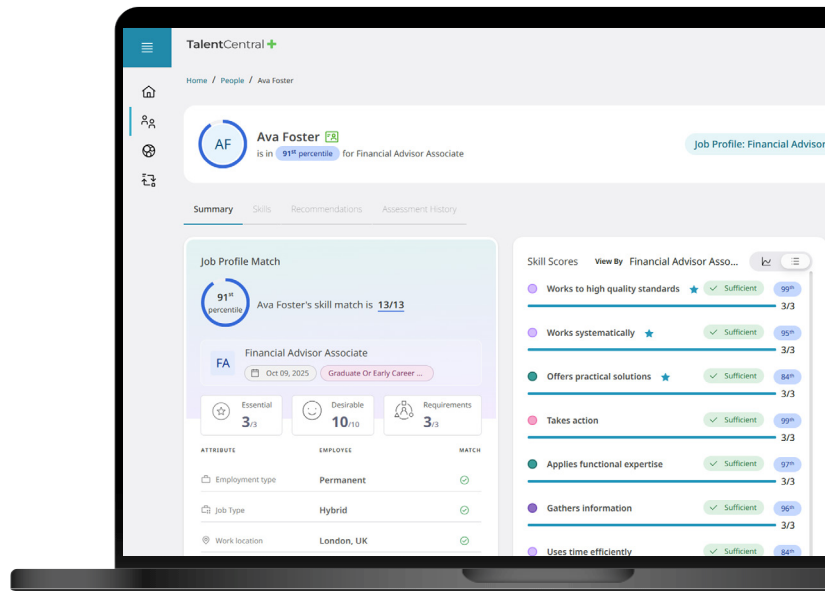 TalentCentral+
Home / People / Ava Foster
AF
Ava Foster
is in 91st percentile for Financial Advisor Associate
Job Profile: Financial Advisor
Summary Skills Recommendations Assessment History
Job Profile Match
91st
percentile
Ava Foster's skill match is 13/13
FA
Financial Advisor Associate
Oct 09, 2025 Graduate Or Early Career ...
Essential
3/3
Desirable
10/10
Requirements
3/3
ATTRIBUTE EMPLOYEE MATCH
Employment type Permanent
Job Type Hybrid
Work location London, UK
Skill Scores View By Financial Advisor Asso...
Works to high quality standards Sufficient 99th
3/3
Works systematically Sufficient 95th
3/3
Offers practical solutions Sufficient 84th
3/3
Takes action Sufficient 99th
3/3
Applies functional expertise Sufficient 97th
3/3
Gathers information Sufficient 96th
3/3
Uses time efficiently Sufficient 84th